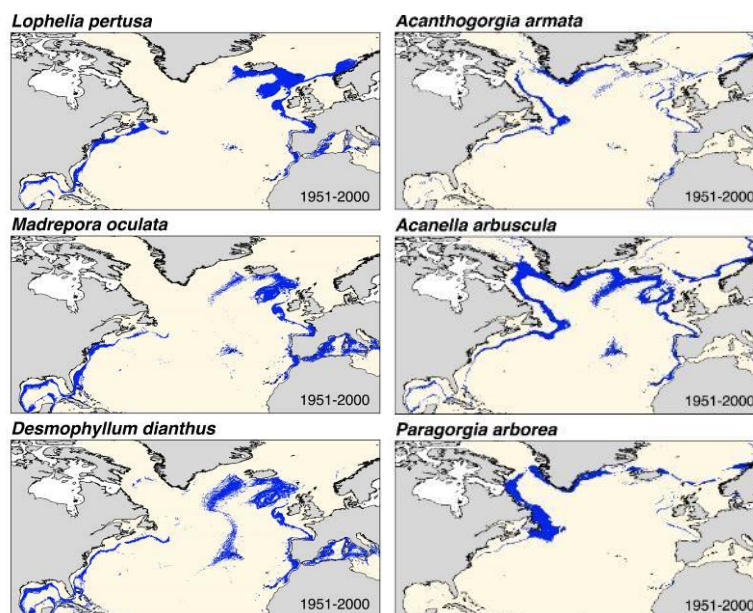 Lophelia pertusa
1951-2000
Acanthogorgia armata
1951-2000
Madrepora oculata
1951-2000
Acanella arbuscula
1951-2000
Desmophyllum dianthus
1951-2000
Paragorgia arborea
1951-2000